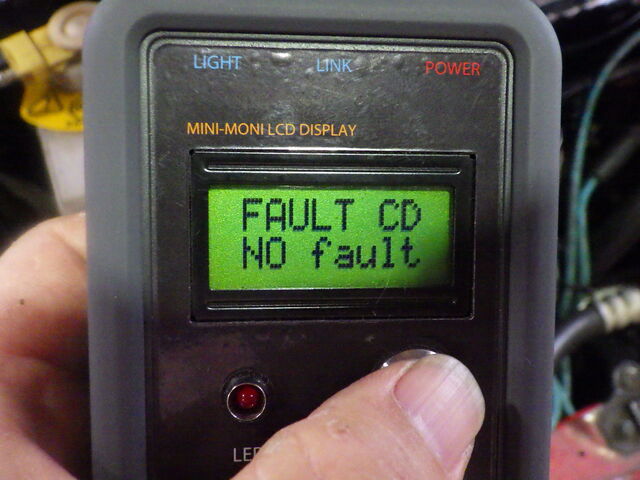 LIGHT LINK POWER
MINI-MONI LCD DISPLAY
FAULT CD
NO fault